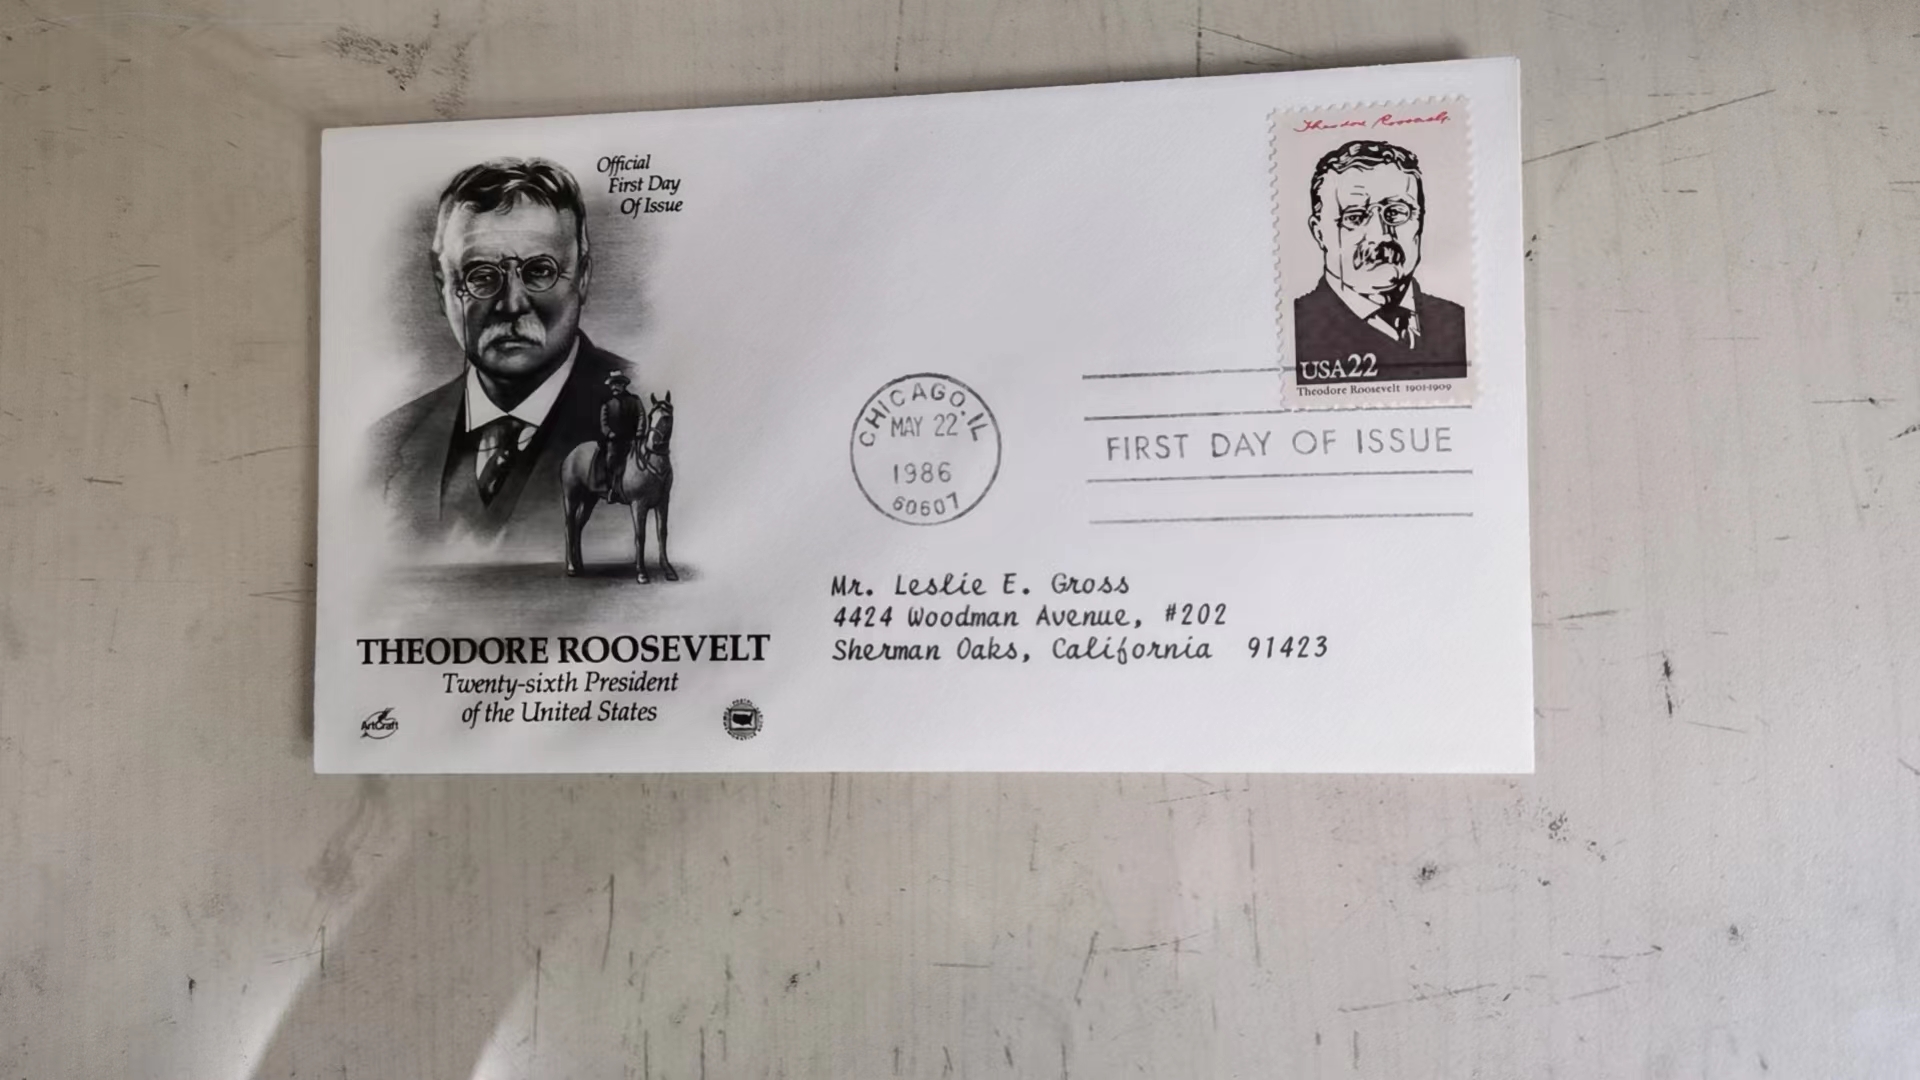 Official
First Day
Of Issue
Theodore Roosevelt
USA22
Theodore Roosevelt 1901-1909
CHICAGO, IL
MAY 22
1986
60607
FIRST DAY OF ISSUE
Mr. Leslie E. Gross
4424 Woodman Avenue, #202
Sherman Oaks, California 91423
THEODORE ROOSEVELT
Twenty-sixth President
of the United States
ArtCraft